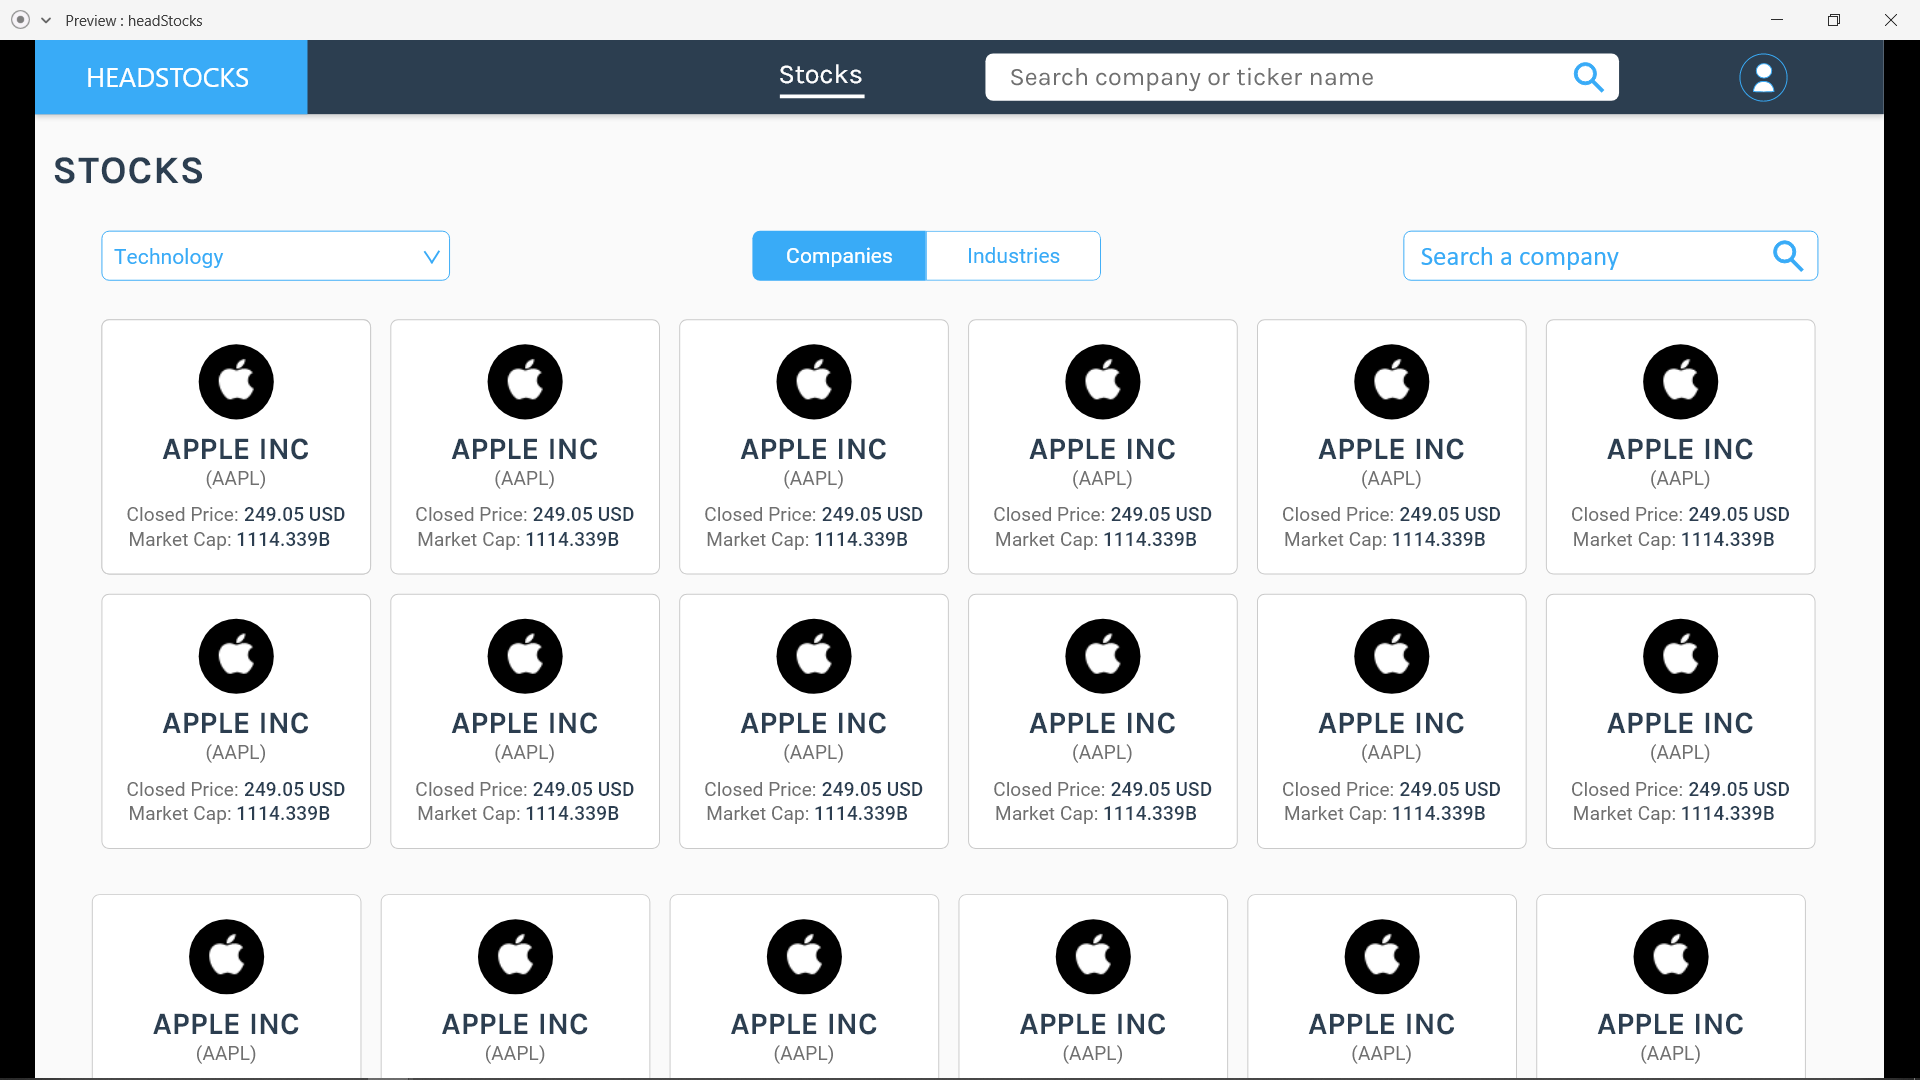 Preview : headStocks
HEADSTOCKS
Stocks
Search company or ticker name
STOCKS
Technology
Companies
Industries
Search a company
APPLE INC
(AAPL)
Closed Price: 249.05 USD
Market Cap: 1114.339B
APPLE INC
(AAPL)
Closed Price: 249.05 USD
Market Cap: 1114.339B
APPLE INC
(AAPL)
Closed Price: 249.05 USD
Market Cap: 1114.339B
APPLE INC
(AAPL)
Closed Price: 249.05 USD
Market Cap: 1114.339B
APPLE INC
(AAPL)
Closed Price: 249.05 USD
Market Cap: 1114.339B
APPLE INC
(AAPL)
Closed Price: 249.05 USD
Market Cap: 1114.339B
APPLE INC
(AAPL)
Closed Price: 249.05 USD
Market Cap: 1114.339B
APPLE INC
(AAPL)
Closed Price: 249.05 USD
Market Cap: 1114.339B
APPLE INC
(AAPL)
Closed Price: 249.05 USD
Market Cap: 1114.339B
APPLE INC
(AAPL)
Closed Price: 249.05 USD
Market Cap: 1114.339B
APPLE INC
(AAPL)
Closed Price: 249.05 USD
Market Cap: 1114.339B
APPLE INC
(AAPL)
Closed Price: 249.05 USD
Market Cap: 1114.339B
APPLE INC
(AAPL)
APPLE INC
(AAPL)
APPLE INC
(AAPL)
APPLE INC
(AAPL)
APPLE INC
(AAPL)
APPLE INC
(AAPL)